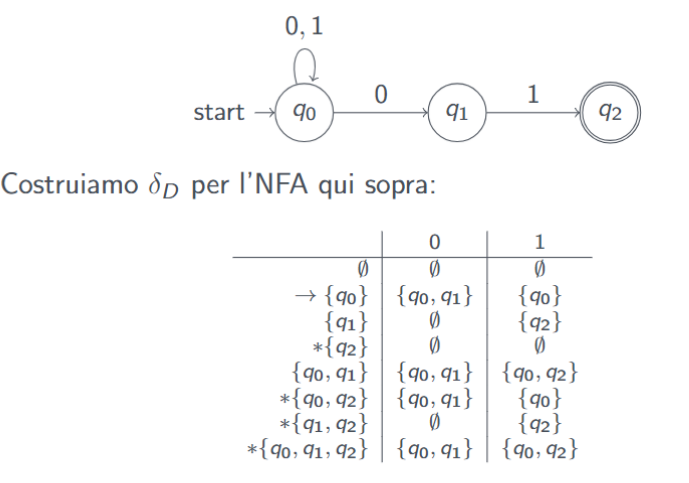 0, 1
start q0 0 q1 1 q2
Costruiamo δD per l'NFA qui sopra:
0 1
∅ ∅ ∅
→ {q0} {q0, q1} {q0}
{q1} ∅ {q2}
*{q2} ∅ ∅
{q0, q1} {q0, q1} {q0, q2}
*{q0, q2} {q0, q1} {q0}
*{q1, q2} ∅ {q2}
*{q0, q1, q2} {q0, q1} {q0, q2}